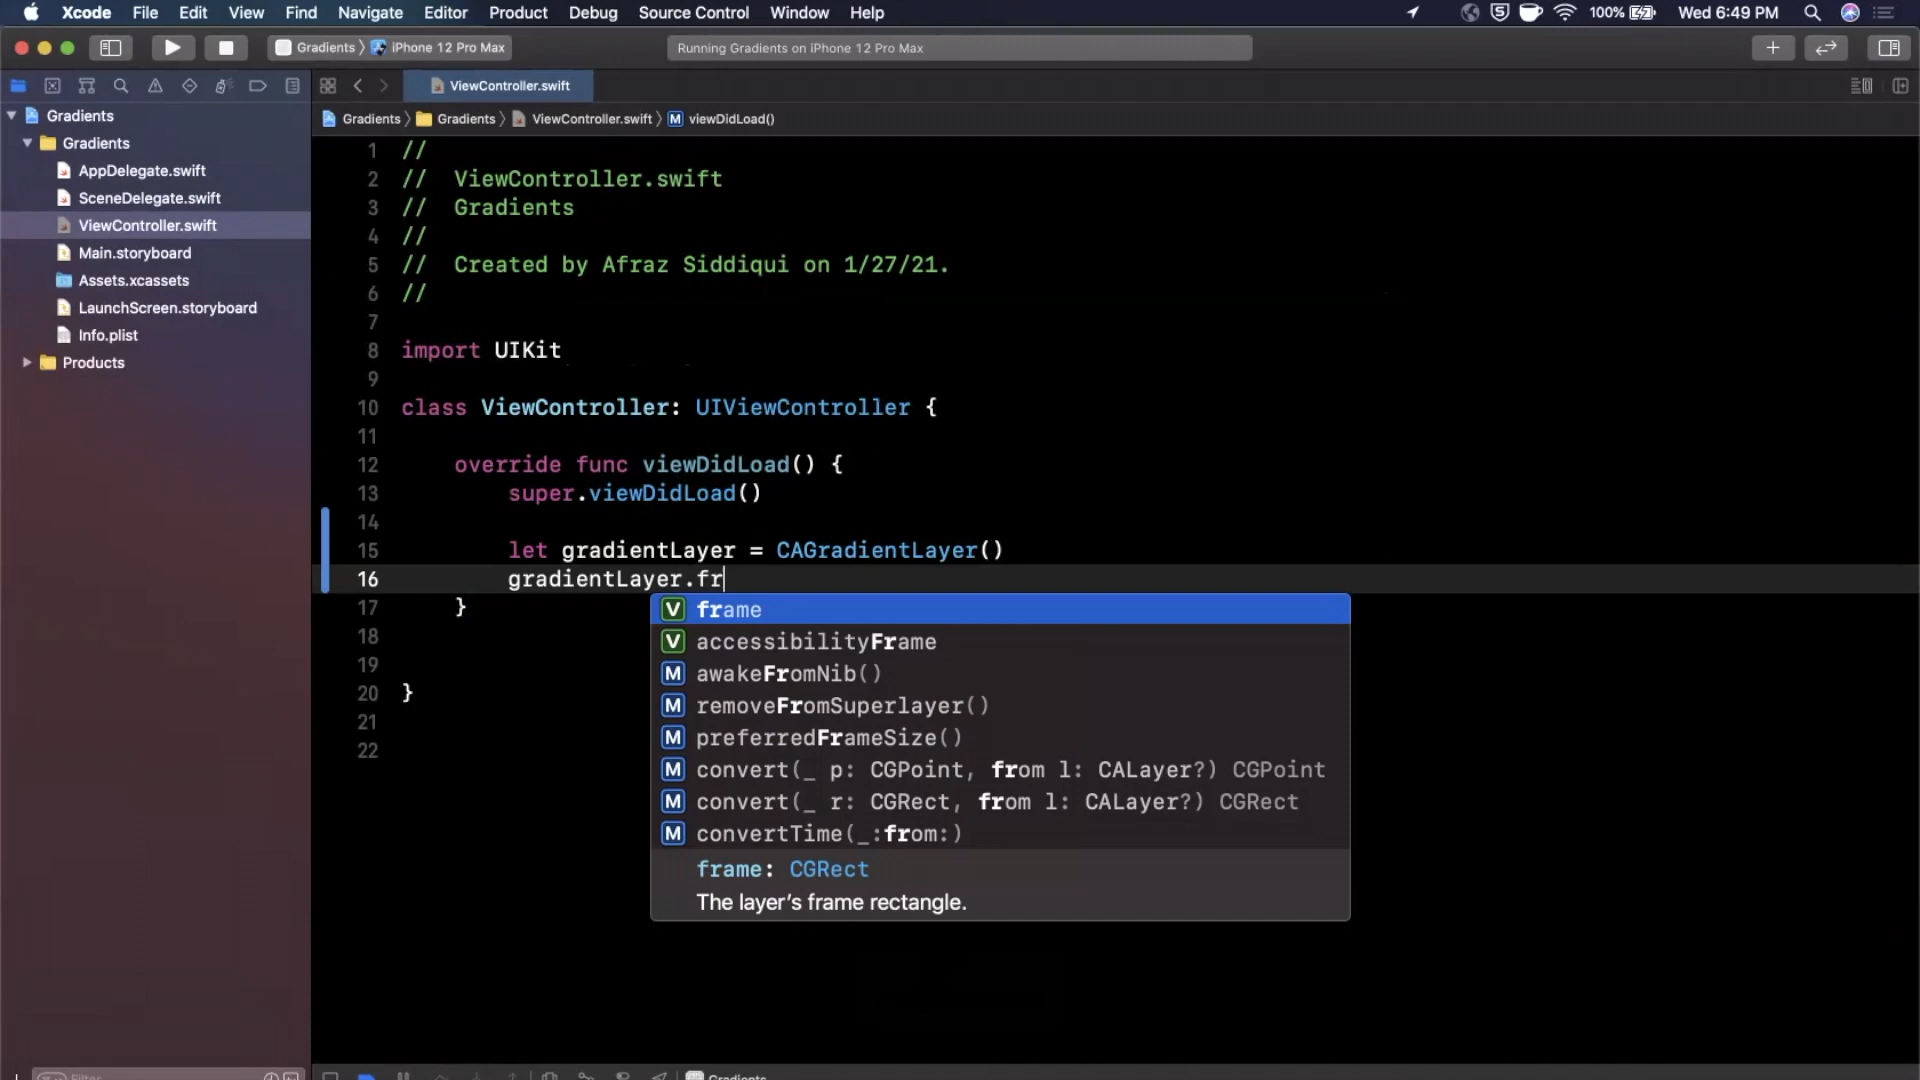 Xcode File Edit View Find Navigate Editor Product Debug Source Control Window Help 100% Wed 6:49 PM
Gradients 〉 iPhone 12 Pro Max Running Gradients on iPhone 12 Pro Max
ViewController.swift
Gradients 〉 Gradients 〉 ViewController.swift 〉 M viewDidLoad()
Gradients
Gradients
AppDelegate.swift
SceneDelegate.swift
ViewController.swift
Main.storyboard
Assets.xcassets
LaunchScreen.storyboard
Info.plist
Products
1 //
2 //  ViewController.swift
3 //  Gradients
4 //
5 //  Created by Afraz Siddiqui on 1/27/21.
6 //
7
8 import UIKit
9
10 class ViewController: UIViewController {
11
12 override func viewDidLoad() {
13 super.viewDidLoad()
14
15 let gradientLayer = CAGradientLayer()
16 gradientLayer.fr
17 }
18
19
20 }
21
22
V frame
V accessibilityFrame
M awakeFromNib()
M removeFromSuperlayer()
M preferredFrameSize()
M convert(_ p: CGPoint, from l: CALayer?) CGPoint
M convert(_ r: CGRect, from l: CALayer?) CGRect
M convertTime(_:from:)
frame: CGRect
The layer's frame rectangle.
Filter
Gradients